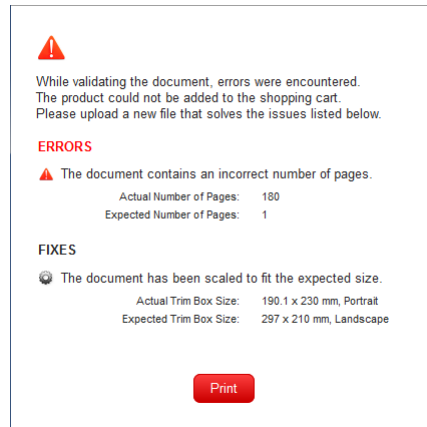 While validating the document, errors were encountered.
The product could not be added to the shopping cart.
Please upload a new file that solves the issues listed below.
ERRORS
The document contains an incorrect number of pages.
Actual Number of Pages: 180
Expected Number of Pages: 1
FIXES
The document has been scaled to fit the expected size.
Actual Trim Box Size: 190.1 x 230 mm, Portrait
Expected Trim Box Size: 297 x 210 mm, Landscape
Print